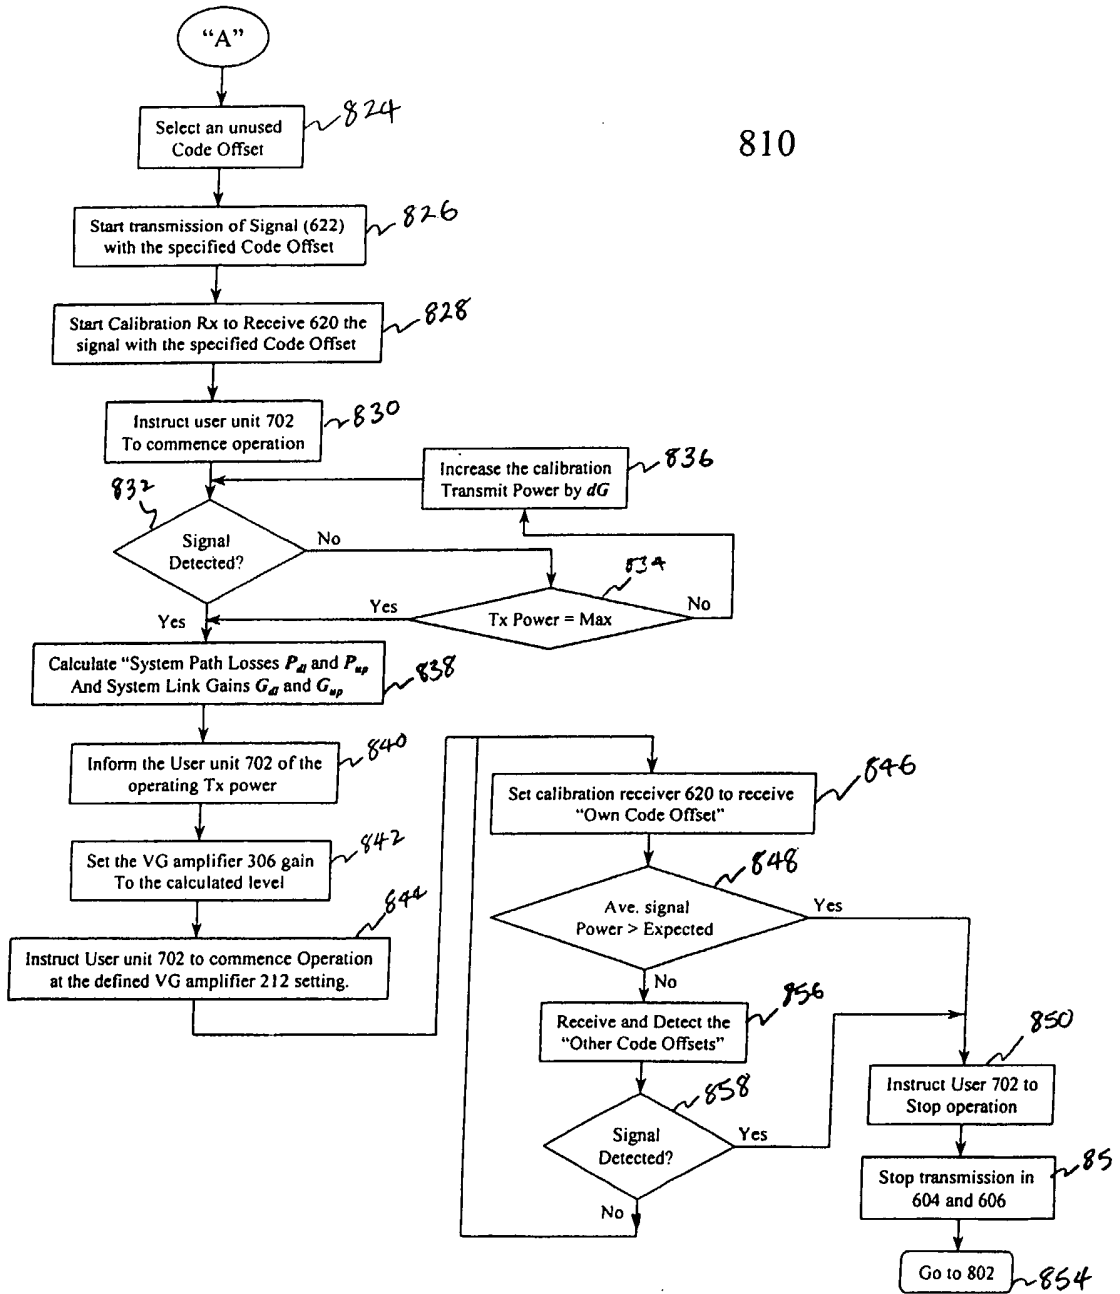 “A”
824
Select an unused
Code Offset
810
826
Start transmission of Signal (622)
with the specified Code Offset
828
Start Calibration Rx to Receive 620 the
signal with the specified Code Offset
830
Instruct user unit 702
To commence operation
836
Increase the calibration
Transmit Power by dG
832
Signal
Detected?
No
834
Tx Power = Max
Yes
No
Yes
838
Calculate “System Path Losses Pdl and Pup
And System Link Gains Gdl and Gup
840
Inform the User unit 702 of the
operating Tx power
842
Set the VG amplifier 306 gain
To the calculated level
844
Instruct User unit 702 to commence Operation
at the defined VG amplifier 212 setting.
846
Set calibration receiver 620 to receive
“Own Code Offset”
848
Ave. signal
Power > Expected
Yes
No
856
Receive and Detect the
“Other Code Offsets”
858
Signal
Detected?
Yes
No
850
Instruct User 702 to
Stop operation
85
Stop transmission in
604 and 606
Go to 802
854